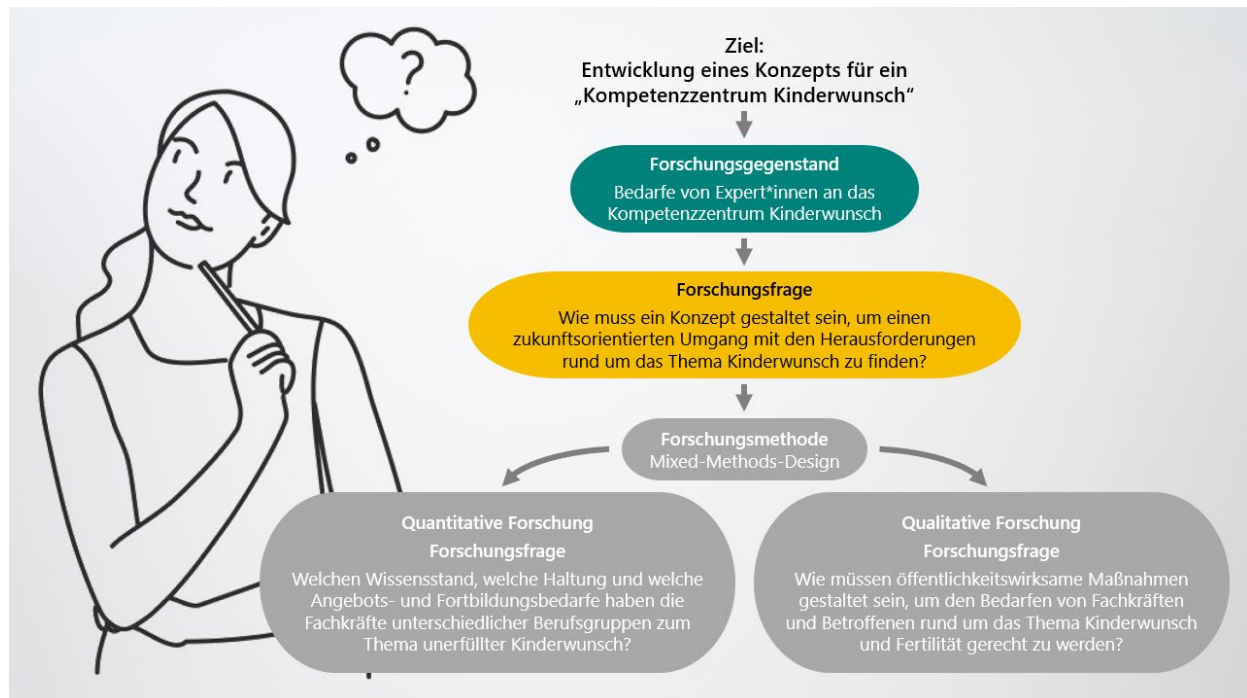 ?
Ziel:
Entwicklung eines Konzepts für ein
„Kompetenzzentrum Kinderwunsch“
Forschungsgegenstand
Bedarfe von Expert*innen an das
Kompetenzzentrum Kinderwunsch
Forschungsfrage
Wie muss ein Konzept gestaltet sein, um einen
zukunftsorientierten Umgang mit den Herausforderungen
rund um das Thema Kinderwunsch zu finden?
Forschungsmethode
Mixed-Methods-Design
Quantitative Forschung
Forschungsfrage
Welchen Wissensstand, welche Haltung und welche
Angebots- und Fortbildungsbedarfe haben die
Fachkräfte unterschiedlicher Berufsgruppen zum
Thema unerfüllter Kinderwunsch?
Qualitative Forschung
Forschungsfrage
Wie müssen öffentlichkeitswirksame Maßnahmen
gestaltet sein, um den Bedarfen von Fachkräften
und Betroffenen rund um das Thema Kinderwunsch
und Fertilität gerecht zu werden?